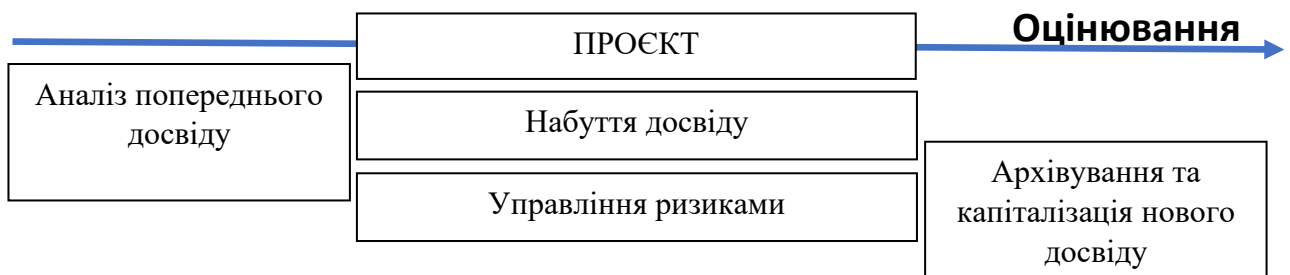 ПРОЄКТ
Оцінювання
Аналіз попереднього
досвіду
Набуття досвіду
Управління ризиками
Архівування та
капіталізація нового
досвіду